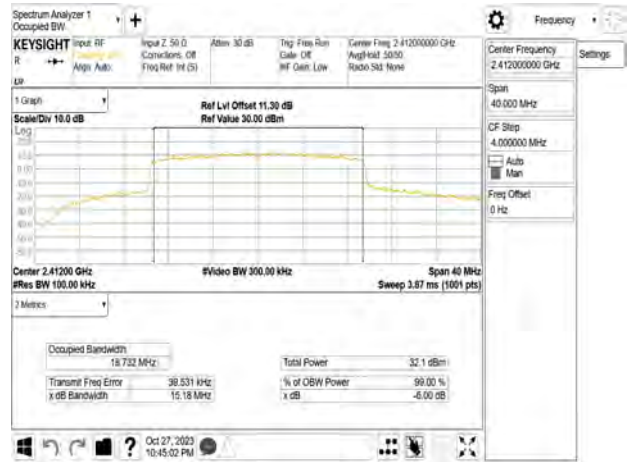 Spectrum Analyzer 1
Occupied BW
Frequency
KEYSIGHT
R
Input: RF
Align: Auto
Input Z: 50 Ω
Corrections: Off
Freq Ref: Int (S)
Atten: 30 dB
Trig: Free Run
Gate: Off
#IF Gain: Low
Center Freq: 2.412000000 GHz
Avg|Hold: 50/50
Radio Std: None
Center Frequency
2.412000000 GHz
Settings
Span
40.000 MHz
CF Step
4.000000 MHz
Auto
Man
Freq Offset
0 Hz
1 Graph
Scale/Div 10.0 dB
Ref Lvl Offset 11.30 dB
Ref Value 30.00 dBm
Log
Center 2.41200 GHz
#Res BW 100.00 kHz
#Video BW 300.00 kHz
Span 40 MHz
Sweep 3.87 ms (1001 pts)
2 Metrics
Occupied Bandwidth
18.732 MHz
Total Power 32.1 dBm
Transmit Freq Error 38.531 kHz
% of OBW Power 99.00 %
x dB Bandwidth 15.18 MHz
x dB -6.00 dB
?
Oct 27, 2023
10:45:02 PM